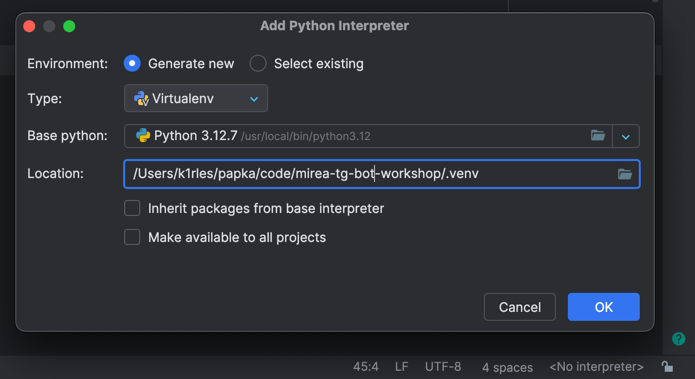 Add Python Interpreter
Environment: Generate new Select existing
Type: Virtualenv
Base python: Python 3.12.7 /usr/local/bin/python3.12
Location: /Users/k1rles/papka/code/mirea-tg-bot-workshop/.venv
Inherit packages from base interpreter
Make available to all projects
Cancel OK
45:4 LF UTF-8 4 spaces <No interpreter>